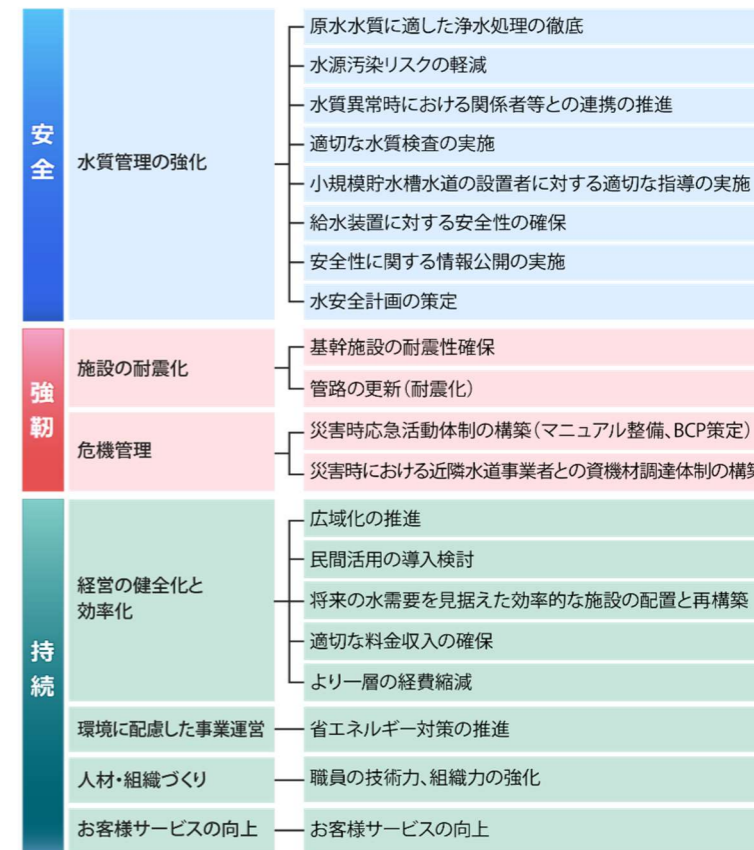 安全
水質管理の強化
原水水質に適した浄水処理の徹底
水源汚染リスクの軽減
水質異常時における関係者等との連携の推進
適切な水質検査の実施
小規模貯水槽水道の設置者に対する適切な指導の実施
給水装置に対する安全性の確保
安全性に関する情報公開の実施
水安全計画の策定
強靭
施設の耐震化
基幹施設の耐震性確保
管路の更新（耐震化）
危機管理
災害時応急活動体制の構築（マニュアル整備、BCP策定）
災害時における近隣水道事業者との資機材調達体制の構築
持続
経営の健全化と
効率化
広域化の推進
民間活用の導入検討
将来の水需要を見据えた効率的な施設の配置と再構築
適切な料金収入の確保
より一層の経費縮減
環境に配慮した事業運営
省エネルギー対策の推進
人材・組織づくり
職員の技術力、組織力の強化
お客様サービスの向上
お客様サービスの向上